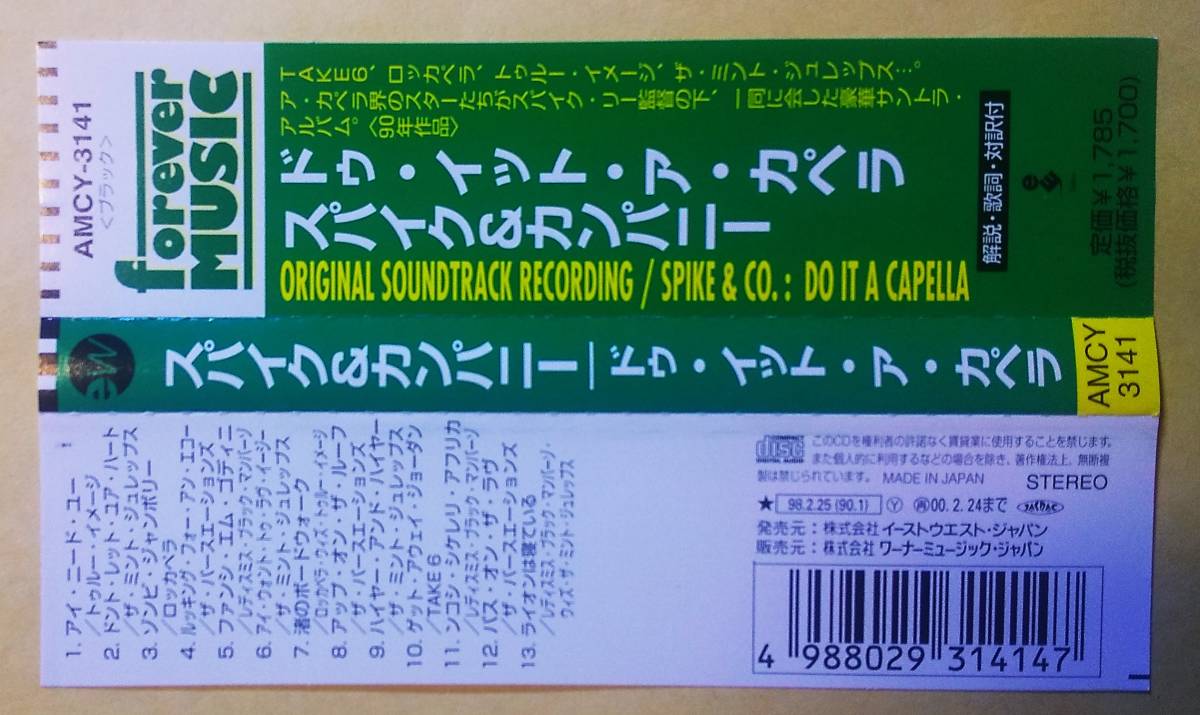 AMCY-3141
<ブラック>
forever
MUSIC
TAKE6、ロッカペラ、トゥルー・イメージ、ザ・ミント・ジュレップス…。
ア・カペラ界のスターたちがスパイク・リー監督の下、一同に会した豪華サントラ・
アルバム。〈90年作品〉
ドゥ・イット・ア・カペラ
スパイク&カンパニー
ORIGINAL SOUNDTRACK RECORDING / SPIKE & CO.: DO IT A CAPELLA
解説・歌詞・対訳付
定価¥1,785
(税抜価格¥1,700)
ew
スパイク&カンパニー|ドゥ・イット・ア・カペラ
AMCY
3141
1. アイ・ニード・ユー
/トゥルー・イメージ
2. ドント・レット・ユア・ハート
/ザ・ミント・ジュレップス
3. ゾンビ・ジャンボリー
/ロッカペラ
4. ルッキング・フォー・アン・エコー
/ザ・パースエーションズ
5. ファンシ・エム・ゴディニ
/レディスミス・ブラック・マンバーゾ
6. アイ・ウォント・トゥ・ラヴ・イージー
/ザ・ミント・ジュレップス
7. 渚のボードウォーク
/ロッカペラ・ウィズ・トゥルー・イメージ
8. アップ・オン・ザ・ルーフ
/ザ・パースエーションズ
9. ハイヤー・アンド・ハイヤー
/ザ・ミント・ジュレップス
10. ゲット・アウェイ・ジョーダン
/TAKE 6
11. ンコシ・シケレリ・アフリカ
/レディスミス・ブラック・マンバーゾ
12. パス・オン・ザ・ラヴ
/ザ・パースエーションズ
13. ライオンは寝ている
/レディスミス・ブラック・マンバーゾ・
ウィズ・ザ・ミント・ジュレップス
COMPACT
disc
DIGITAL AUDIO
このCDを権利者の許諾なく賃貸業に使用することを禁じます。
また個人的に利用するなどの場合を除き、著作権法上、無断複
製は禁じられています。 MADE IN JAPAN STEREO
★ 98.2.25 (90.1) Ⓨ 再00.2.24まで JASRAC
発売元:株式会社イーストウエスト・ジャパン
販売元:株式会社ワーナーミュージック・ジャパン
4 988029 314147